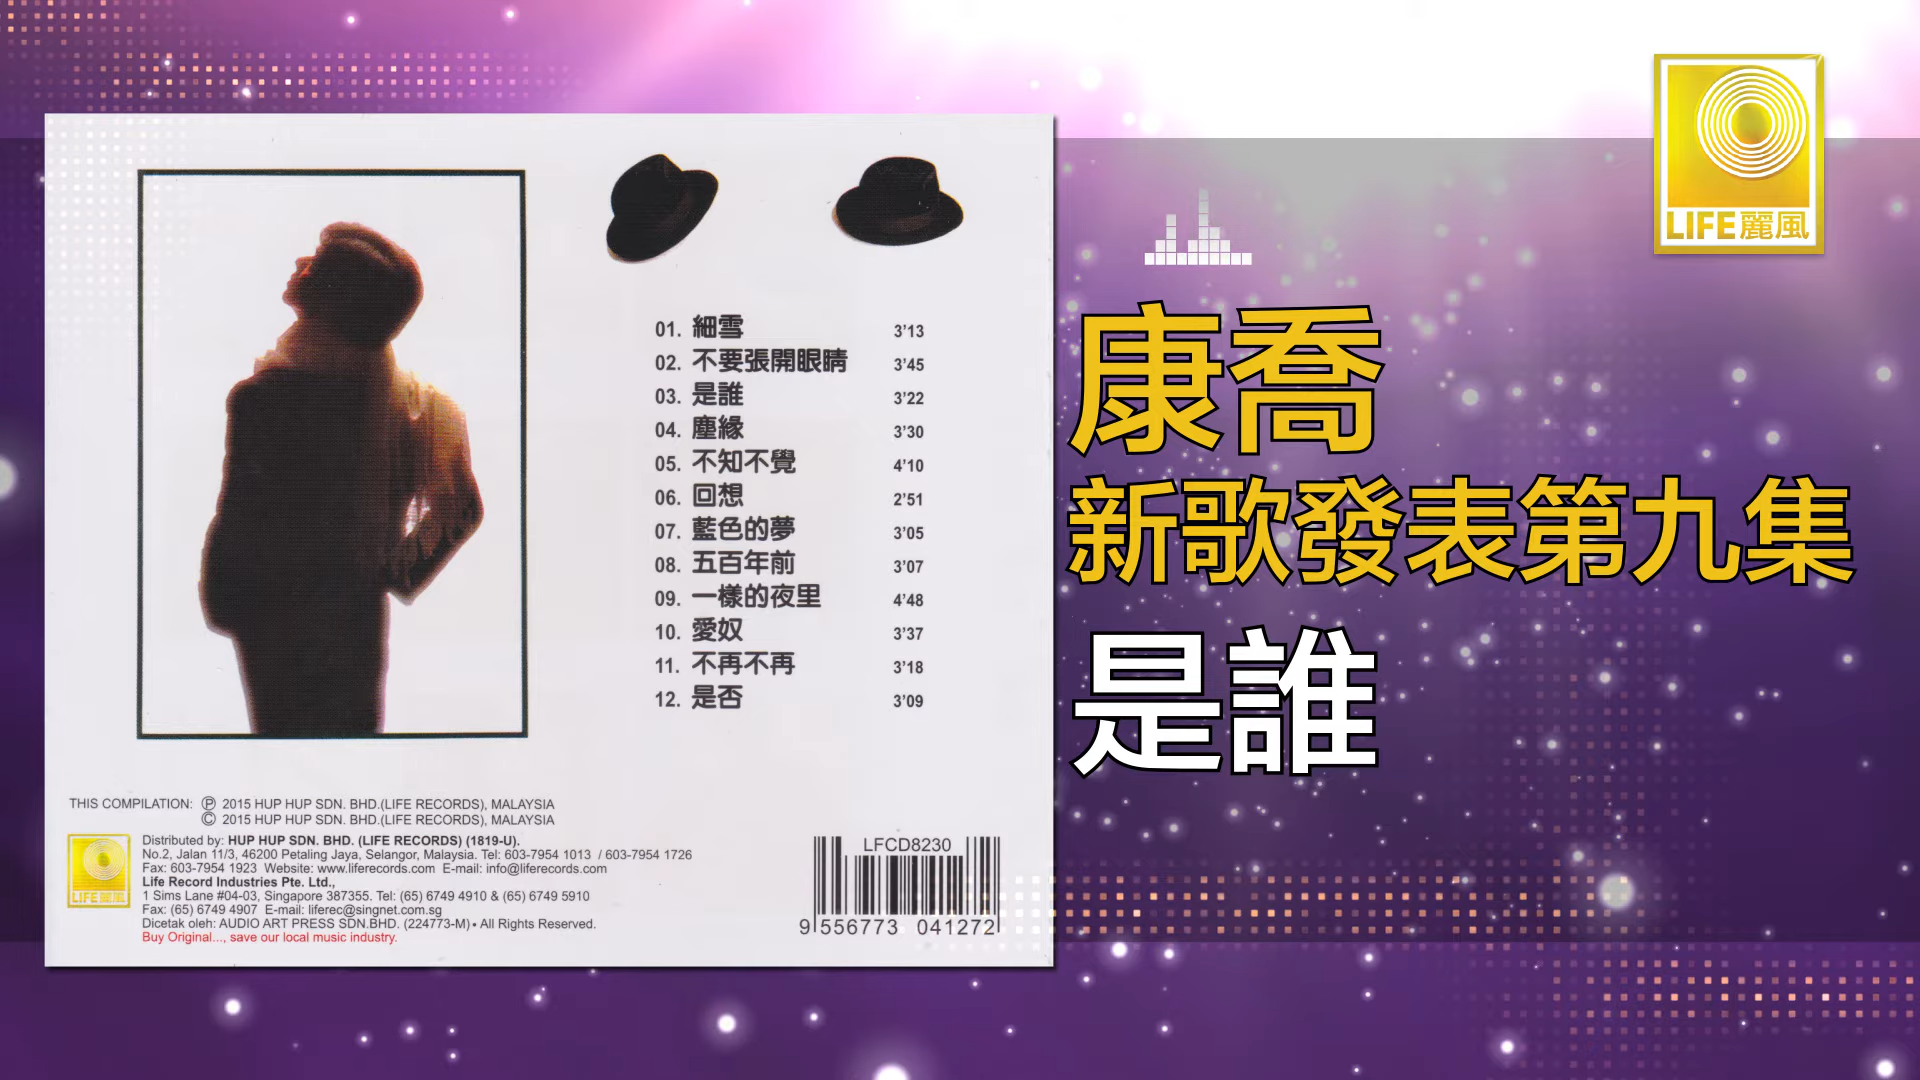 LIFE麗風
01. 細雪 3’13
02. 不要張開眼睛 3’45
03. 是誰 3’22
04. 塵緣 3’30
05. 不知不覺 4’10
06. 回想 2’51
07. 藍色的夢 3’05
08. 五百年前 3’07
09. 一樣的夜里 4’48
10. 愛奴 3’37
11. 不再不再 3’18
12. 是否 3’09
康喬
新歌發表第九集
是誰
THIS COMPILATION: Ⓟ 2015 HUP HUP SDN. BHD.(LIFE RECORDS), MALAYSIA
© 2015 HUP HUP SDN. BHD.(LIFE RECORDS), MALAYSIA
LIFE麗風
Distributed by: HUP HUP SDN. BHD. (LIFE RECORDS) (1819-U).
No.2, Jalan 11/3, 46200 Petaling Jaya, Selangor, Malaysia. Tel: 603-7954 1013 / 603-7954 1726
Fax: 603-7954 1923 Website: www.liferecords.com E-mail: info@liferecords.com
Life Record Industries Pte. Ltd.,
1 Sims Lane #04-03, Singapore 387355. Tel: (65) 6749 4910 & (65) 6749 5910
Fax: (65) 6749 4907 E-mail: liferec@singnet.com.sg
Dicetak oleh: AUDIO ART PRESS SDN.BHD. (224773-M) • All Rights Reserved.
Buy Original..., save our local music industry.
LFCD8230
9 556773 041272